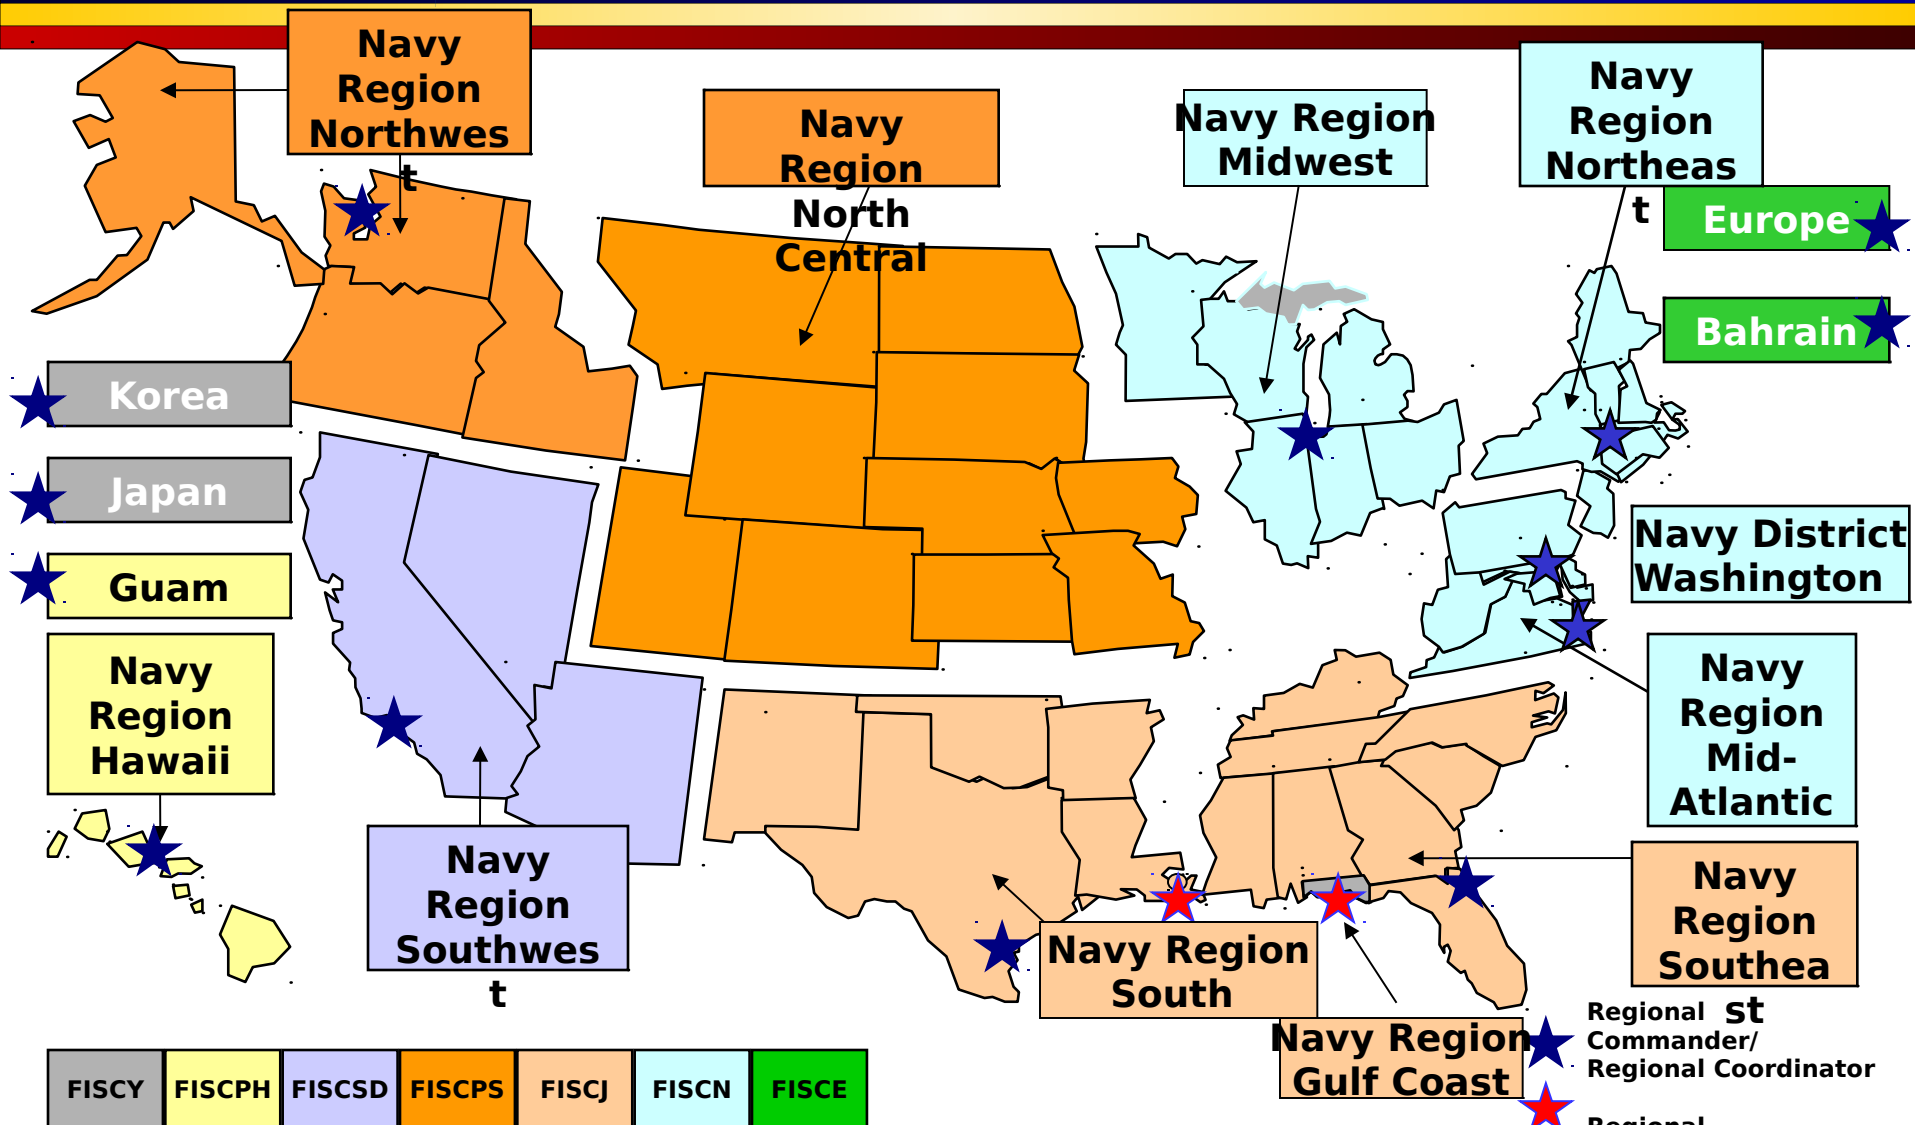 Navy
Region
Northwes
t
Navy
Region
North
Central
Navy Region
Midwest
Navy
Region
Northeas
t
Europe
Bahrain
Korea
Japan
Guam
Navy
Region
Hawaii
Navy District
Washington
Navy
Region
Mid-
Atlantic
Navy
Region
Southwes
t
Navy Region
South
Navy
Region
Southea
st
Navy Region
Gulf Coast
Regional
Commander/
Regional Coordinator
Regional
FISCY
FISCPH
FISCSD
FISCPS
FISCJ
FISCN
FISCE